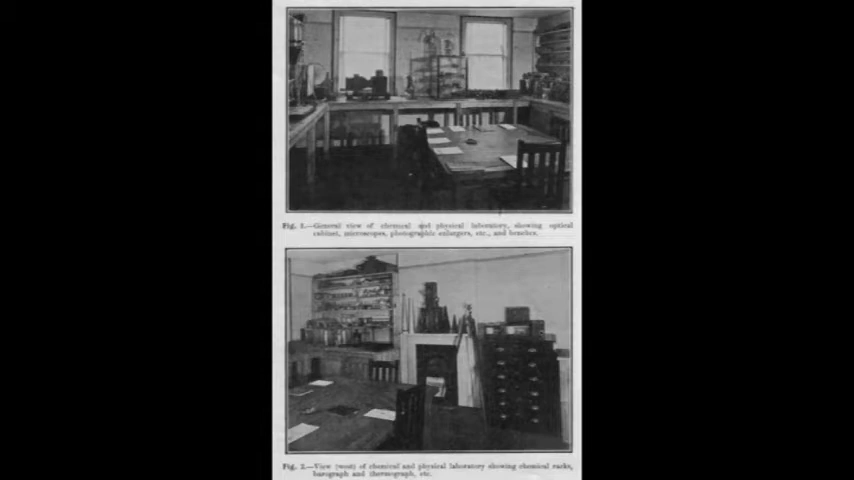 Fig. 1.—General view of chemical and physical laboratory, showing optical
cabinet, microscopes, photographic enlargers, etc., and benches.
Fig. 2.—View (west) of chemical and physical laboratory showing chemical racks,
barograph and thermograph, etc.